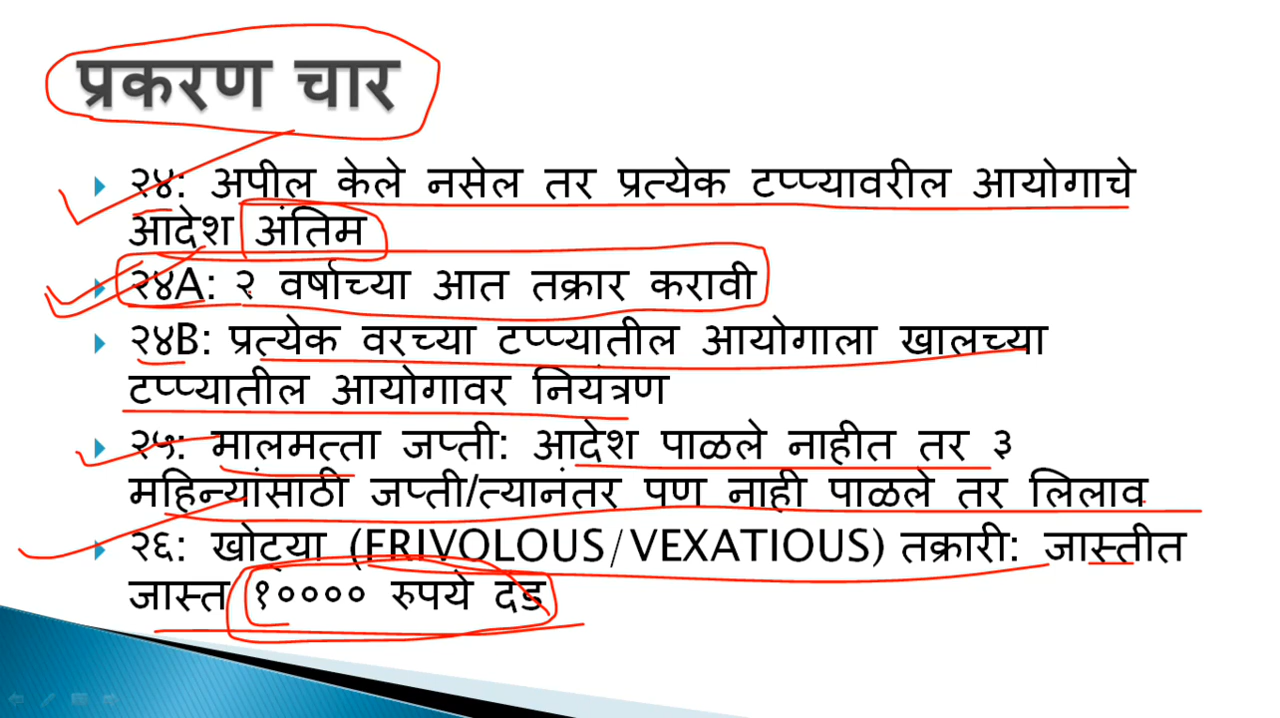 प्रकरण चार
२४: अपील केले नसेल तर प्रत्येक टप्प्यावरील आयोगाचे
आदेश अंतिम
२४A: २ वर्षाच्या आत तक्रार करावी
२४B: प्रत्येक वरच्या टप्प्यातील आयोगाला खालच्या
टप्प्यातील आयोगावर नियंत्रण
२५: मालमत्ता जप्ती: आदेश पाळले नाहीत तर ३
महिन्यांसाठी जप्ती/त्यानंतर पण नाही पाळले तर लिलाव
२६: खोट्या (FRIVOLOUS/VEXATIOUS) तक्रारी: जास्तीत
जास्त १०००० रुपये दंड